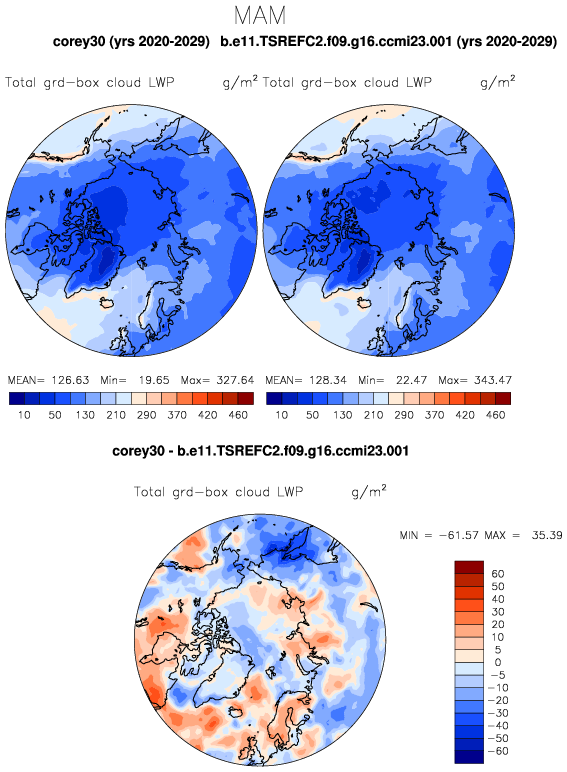 MAM
corey30 (yrs 2020-2029) b.e11.TSREFC2.f09.g16.ccmi23.001 (yrs 2020-2029)
Total grd-box cloud LWP g/m² Total grd-box cloud LWP g/m²
MEAN= 126.63 Min= 19.65 Max= 327.64 MEAN= 128.34 Min= 22.47 Max= 343.47
10 50 130 210 290 370 420 460 10 50 130 210 290 370 420 460
corey30 - b.e11.TSREFC2.f09.g16.ccmi23.001
Total grd-box cloud LWP g/m²
MIN = -61.57 MAX = 35.39
60
50
40
30
20
10
5
0
-5
-10
-20
-30
-40
-50
-60